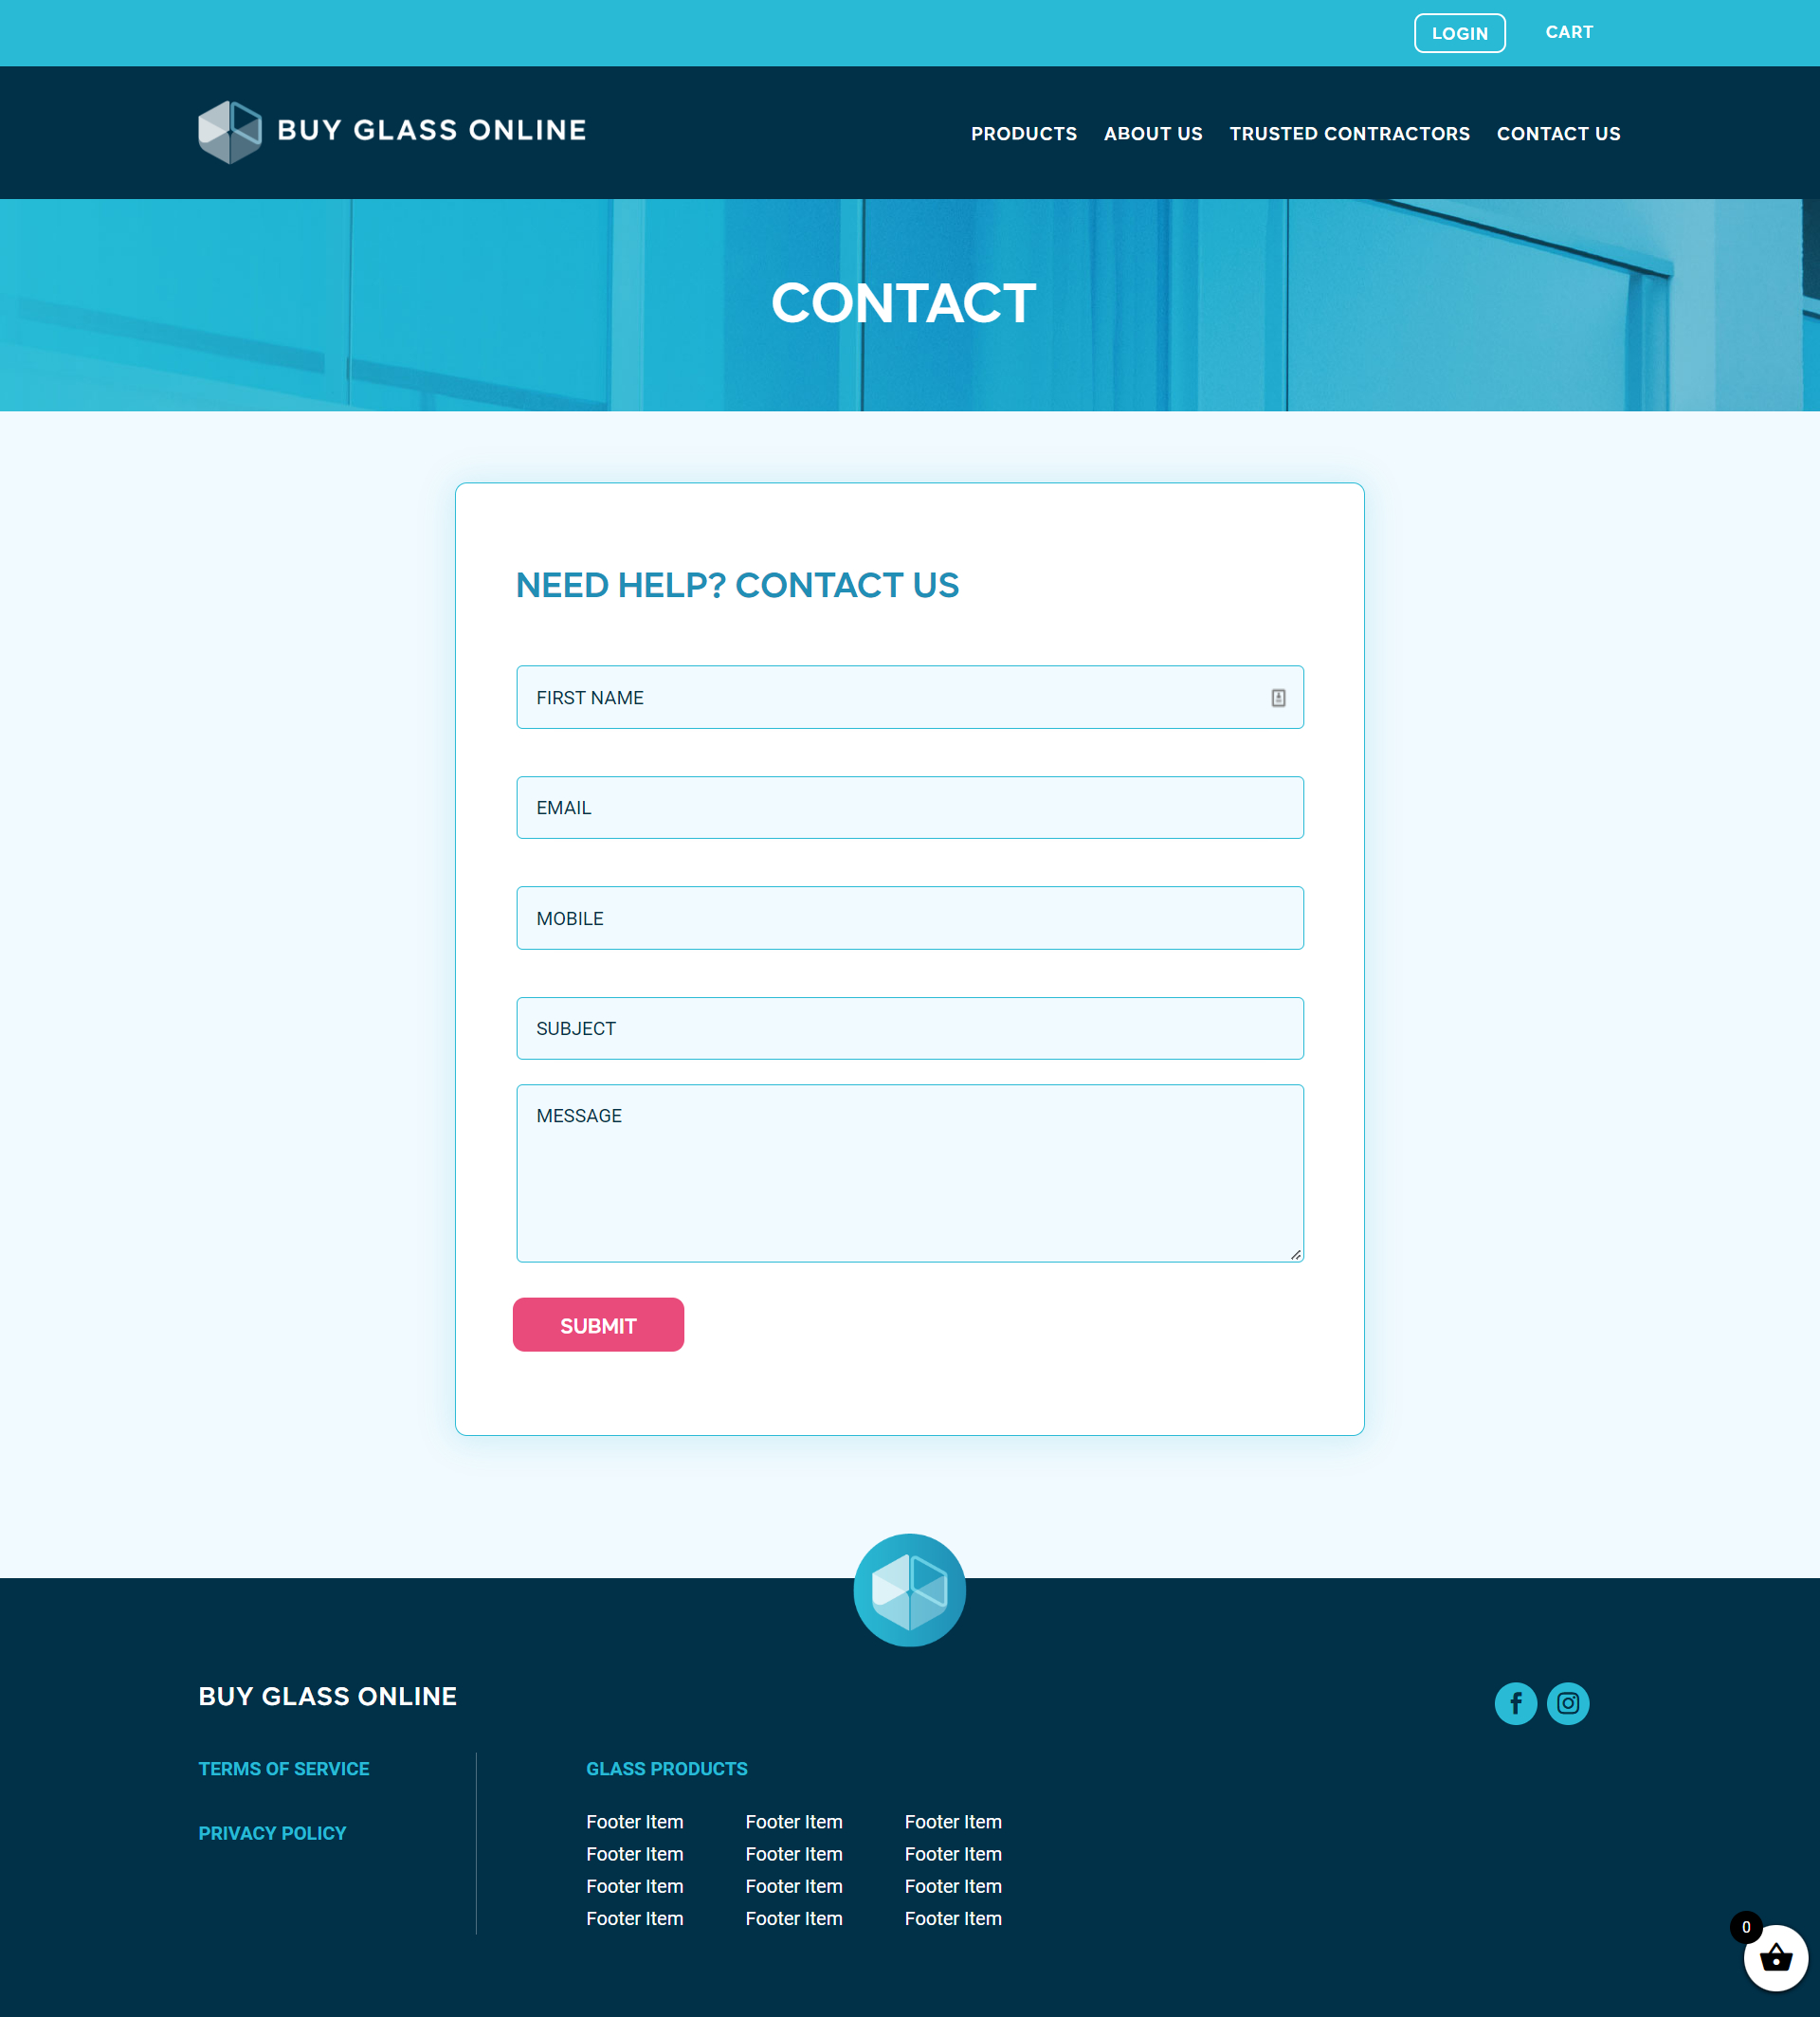 LOGIN CART
BUY GLASS ONLINE
PRODUCTS ABOUT US TRUSTED CONTRACTORS CONTACT US
CONTACT
NEED HELP? CONTACT US
FIRST NAME
EMAIL
MOBILE
SUBJECT
MESSAGE
SUBMIT
BUY GLASS ONLINE
TERMS OF SERVICE
PRIVACY POLICY
GLASS PRODUCTS
Footer Item Footer Item Footer Item
Footer Item Footer Item Footer Item
Footer Item Footer Item Footer Item
Footer Item Footer Item Footer Item
0